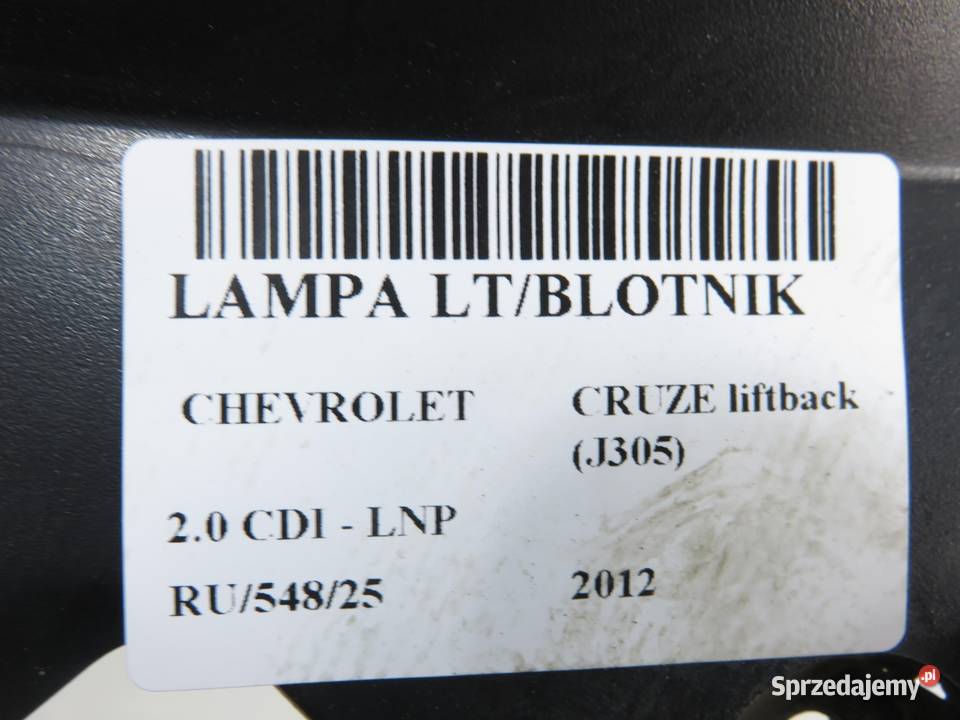 LAMPA LT/BLOTNIK
CHEVROLET
CRUZE liftback
(J305)
2.0 CDI - LNP
RU/548/25
2012
Sprzedajemy.pl